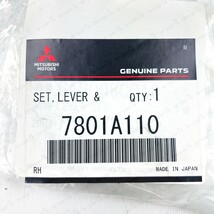 MITSUBISHI
MOTORS
GENUINE PARTS
SET, LEVER & QTY:1
7801A110
RH
MADE IN JAPAN